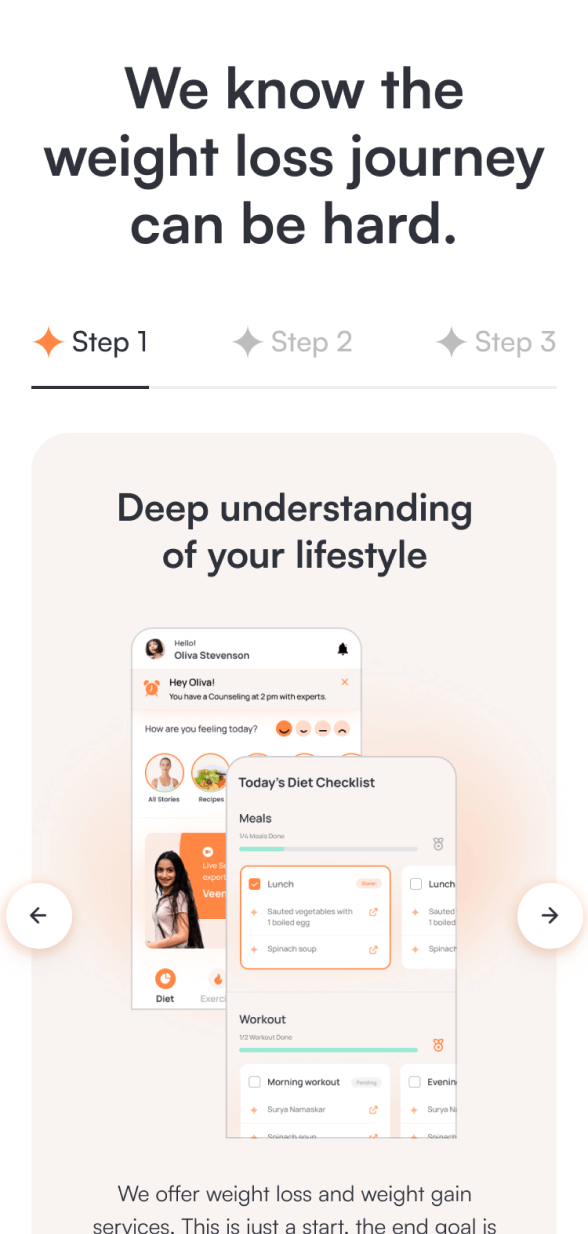 We know the
weight loss journey
can be hard.
Step 1
Step 2
Step 3
Deep understanding
of your lifestyle
Hello!
Oliva Stevenson
Hey Oliva!
You have a Counseling at 2 pm with experts.
How are you feeling today?
All Stories
Recipes
Live Se
expert
Veer
Diet
Exerci
Today's Diet Checklist
Meals
1/4 Meals Done
Lunch
Sauted vegetables with
1 boiled egg
Spinach soup
Lunch
Sauted
1 boiled
Spinach
Workout
1/2 Workout Done
Morning workout
Pending
Surya Namaskar
Spinach soup
Evening
Surya N
Spinach
We offer weight loss and weight gain
services. This is just a start, the end goal is